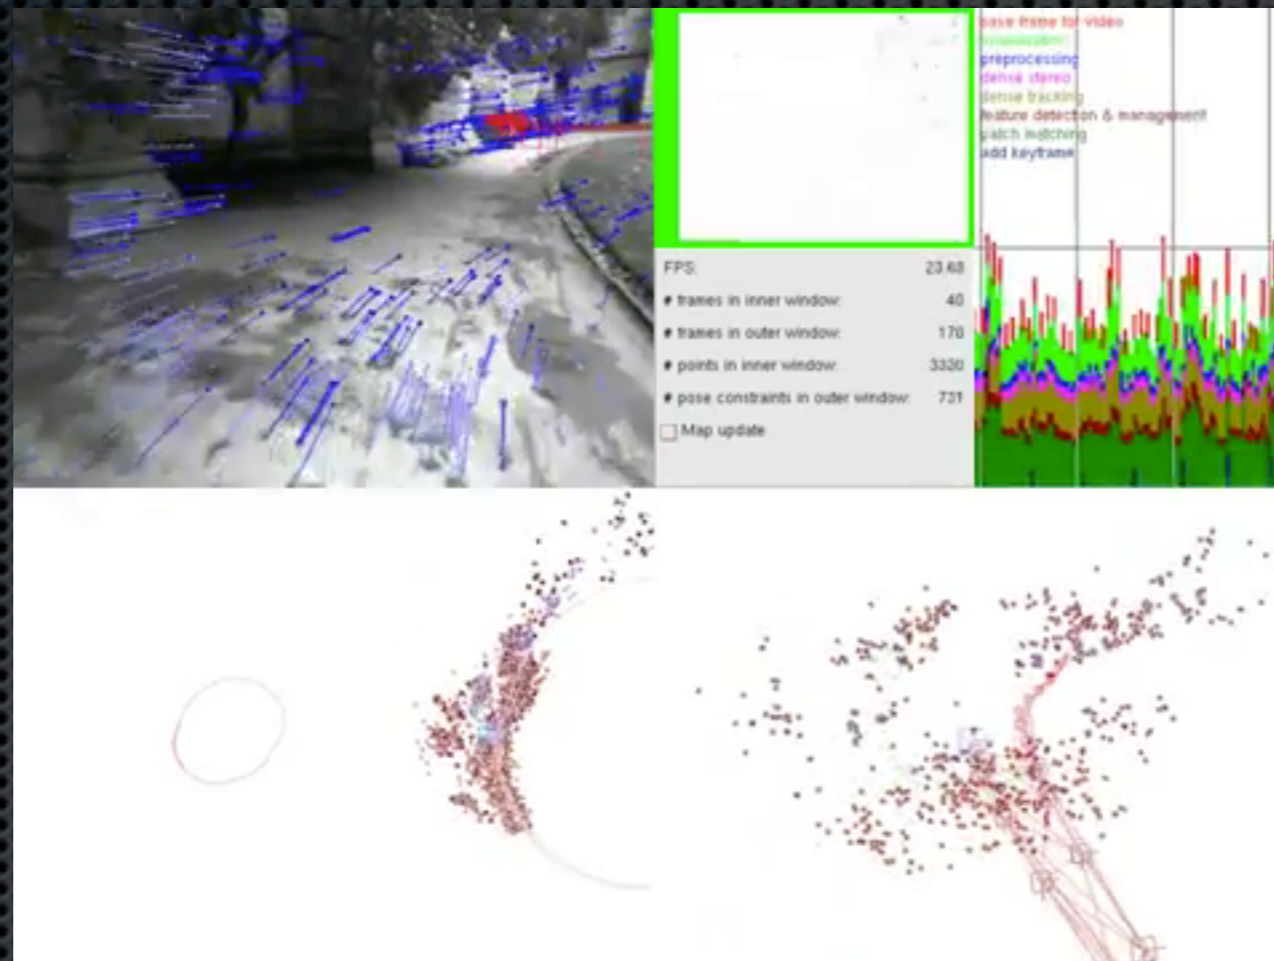 save frame for video
preprocessing
dense stereo
dense tracking
feature detection & management
patch matching
add keyframe
FPS: 23.68
# frames in inner window: 40
# frames in outer window: 170
# points in inner window: 3320
# pose constraints in outer window: 731
Map update